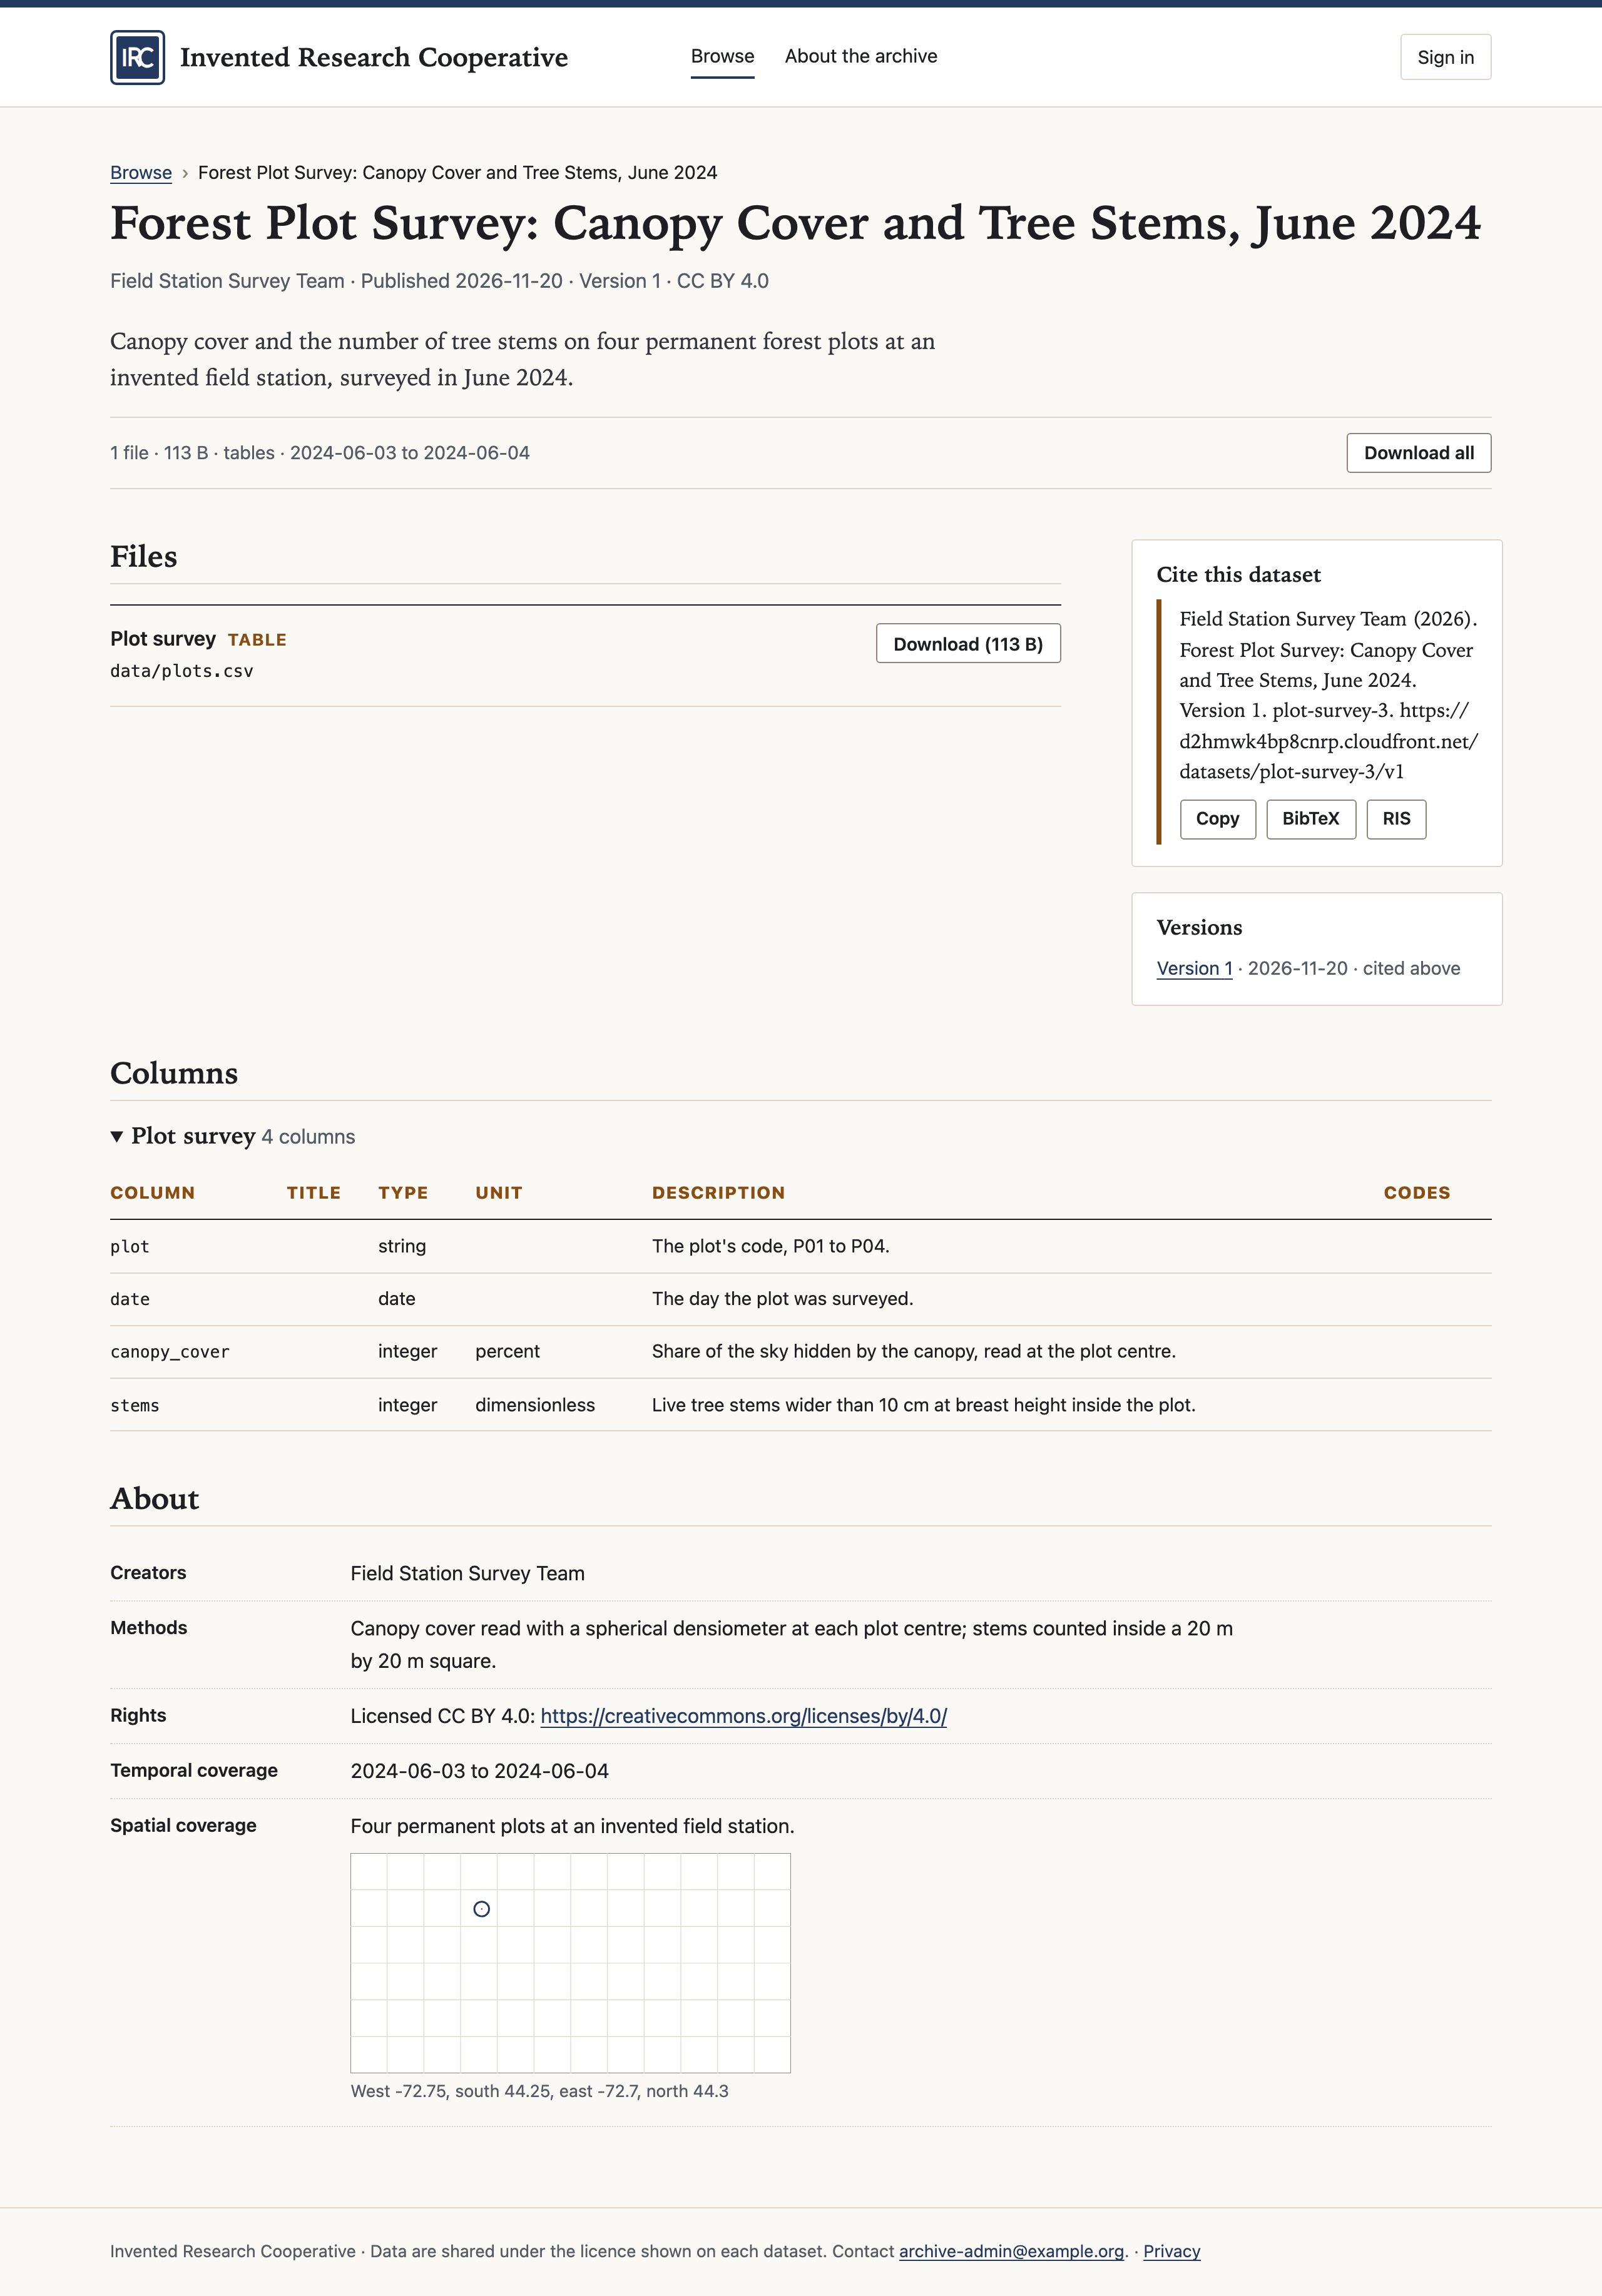 IRC Invented Research Cooperative
Browse
About the archive
Sign in
Browse › Forest Plot Survey: Canopy Cover and Tree Stems, June 2024
Forest Plot Survey: Canopy Cover and Tree Stems, June 2024
Field Station Survey Team · Published 2026-11-20 · Version 1 · CC BY 4.0
Canopy cover and the number of tree stems on four permanent forest plots at an
invented field station, surveyed in June 2024.
1 file · 113 B · tables · 2024-06-03 to 2024-06-04
Download all
Files
Plot survey TABLE
data/plots.csv
Download (113 B)
Cite this dataset
Field Station Survey Team (2026).
Forest Plot Survey: Canopy Cover
and Tree Stems, June 2024.
Version 1. plot-survey-3. https://
d2hmwk4bp8cnrp.cloudfront.net/
datasets/plot-survey-3/v1
Copy BibTeX RIS
Versions
Version 1 · 2026-11-20 · cited above
Columns
▼ Plot survey 4 columns
COLUMN TITLE TYPE UNIT DESCRIPTION CODES
plot string The plot's code, P01 to P04.
date date The day the plot was surveyed.
canopy_cover integer percent Share of the sky hidden by the canopy, read at the plot centre.
stems integer dimensionless Live tree stems wider than 10 cm at breast height inside the plot.
About
Creators Field Station Survey Team
Methods Canopy cover read with a spherical densiometer at each plot centre; stems counted inside a 20 m
by 20 m square.
Rights Licensed CC BY 4.0: https://creativecommons.org/licenses/by/4.0/
Temporal coverage 2024-06-03 to 2024-06-04
Spatial coverage Four permanent plots at an invented field station.
West -72.75, south 44.25, east -72.7, north 44.3
Invented Research Cooperative · Data are shared under the licence shown on each dataset. Contact archive-admin@example.org. · Privacy